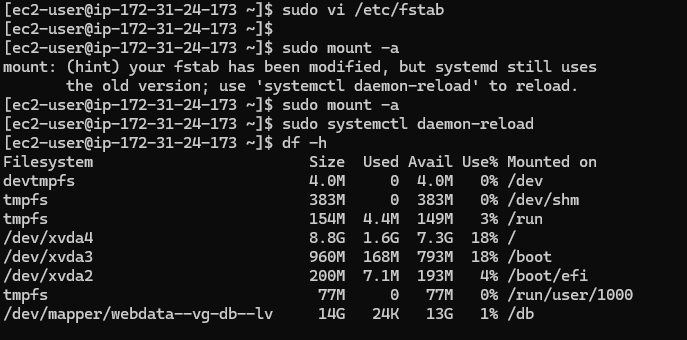 [ec2-user@ip-172-31-24-173 ~]$ sudo vi /etc/fstab
[ec2-user@ip-172-31-24-173 ~]$
[ec2-user@ip-172-31-24-173 ~]$ sudo mount -a
mount: (hint) your fstab has been modified, but systemd still uses
       the old version; use 'systemctl daemon-reload' to reload.
[ec2-user@ip-172-31-24-173 ~]$ sudo mount -a
[ec2-user@ip-172-31-24-173 ~]$ sudo systemctl daemon-reload
[ec2-user@ip-172-31-24-173 ~]$ df -h
Filesystem                       Size  Used Avail Use% Mounted on
devtmpfs                         4.0M     0  4.0M   0% /dev
tmpfs                            383M     0  383M   0% /dev/shm
tmpfs                            154M  4.4M  149M   3% /run
/dev/xvda4                       8.8G  1.6G  7.3G  18% /
/dev/xvda3                       960M  168M  793M  18% /boot
/dev/xvda2                       200M  7.1M  193M   4% /boot/efi
tmpfs                             77M     0   77M   0% /run/user/1000
/dev/mapper/webdata--vg-db--lv    14G   24K   13G   1% /db